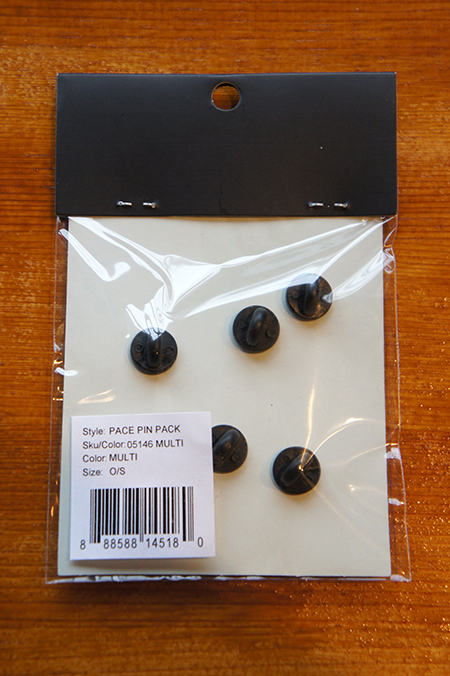 Style: PACE PIN PACK
Sku/Color:05146 MULTI
Color: MULTI
Size: O/S
8 88588 14518 0